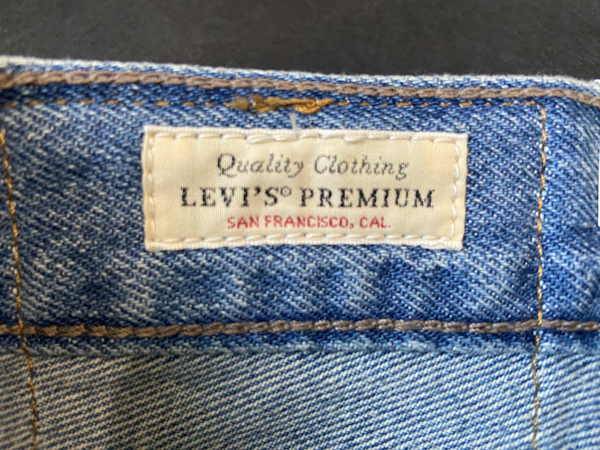 Quality Clothing
LEVI'S® PREMIUM
SAN FRANCISCO, CAL.